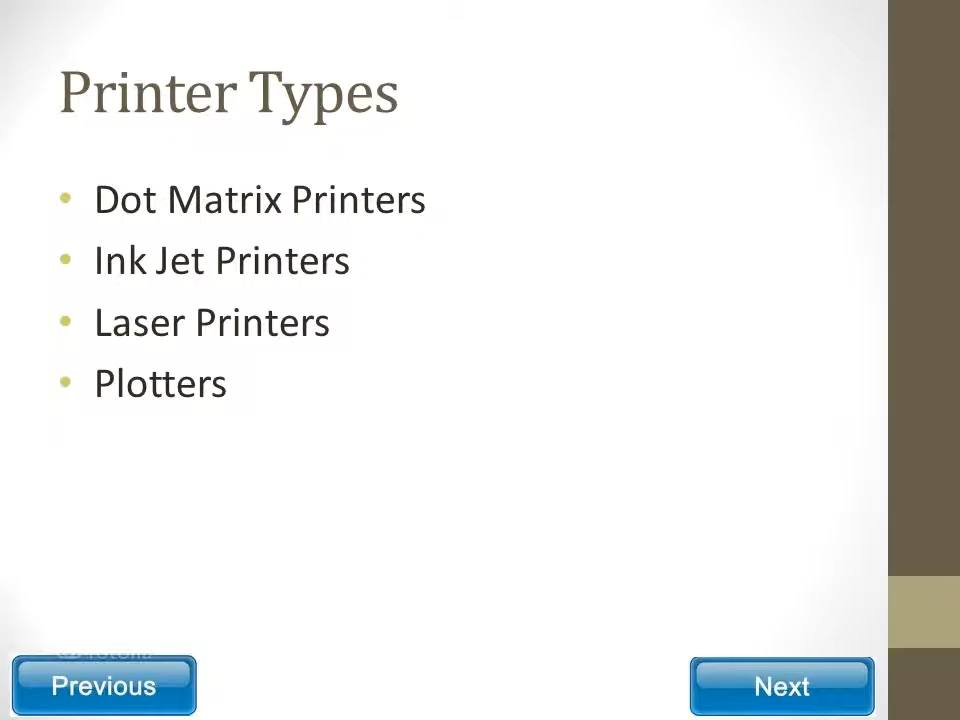 Printer Types
• Dot Matrix Printers
• Ink Jet Printers
• Laser Printers
• Plotters
Previous
Next